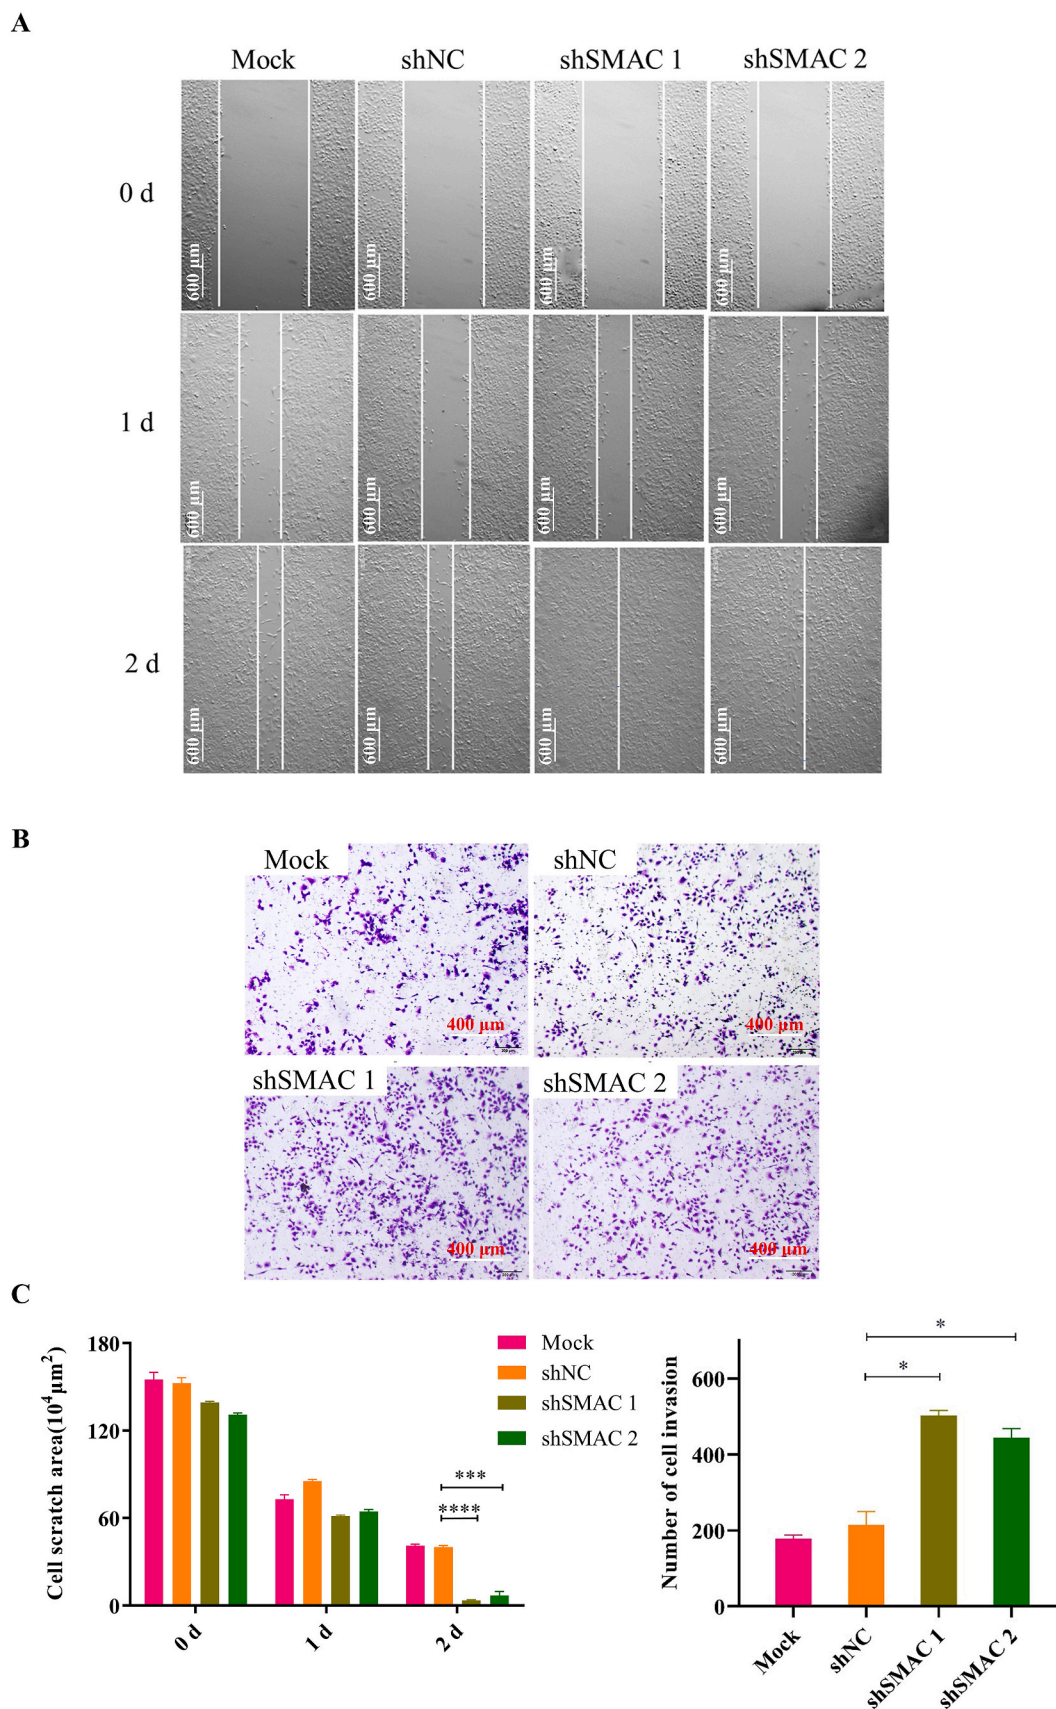 A
Mock shNC shSMAC 1 shSMAC 2
0 d
600 μm 600 μm 600 μm 600 μm
1 d
600 μm 600 μm 600 μm 600 μm
2 d
600 μm 600 μm 600 μm 600 μm
B
Mock shNC
400 μm 400 μm
shSMAC 1 shSMAC 2
400 μm 400 μm
C
Cell scratch area(10⁴μm²)
180
120
60
0
0 d 1 d 2 d
Mock
shNC
shSMAC 1
shSMAC 2
***
****
Number of cell invasion
600
400
200
0
*
*
Mock shNC shSMAC 1 shSMAC 2